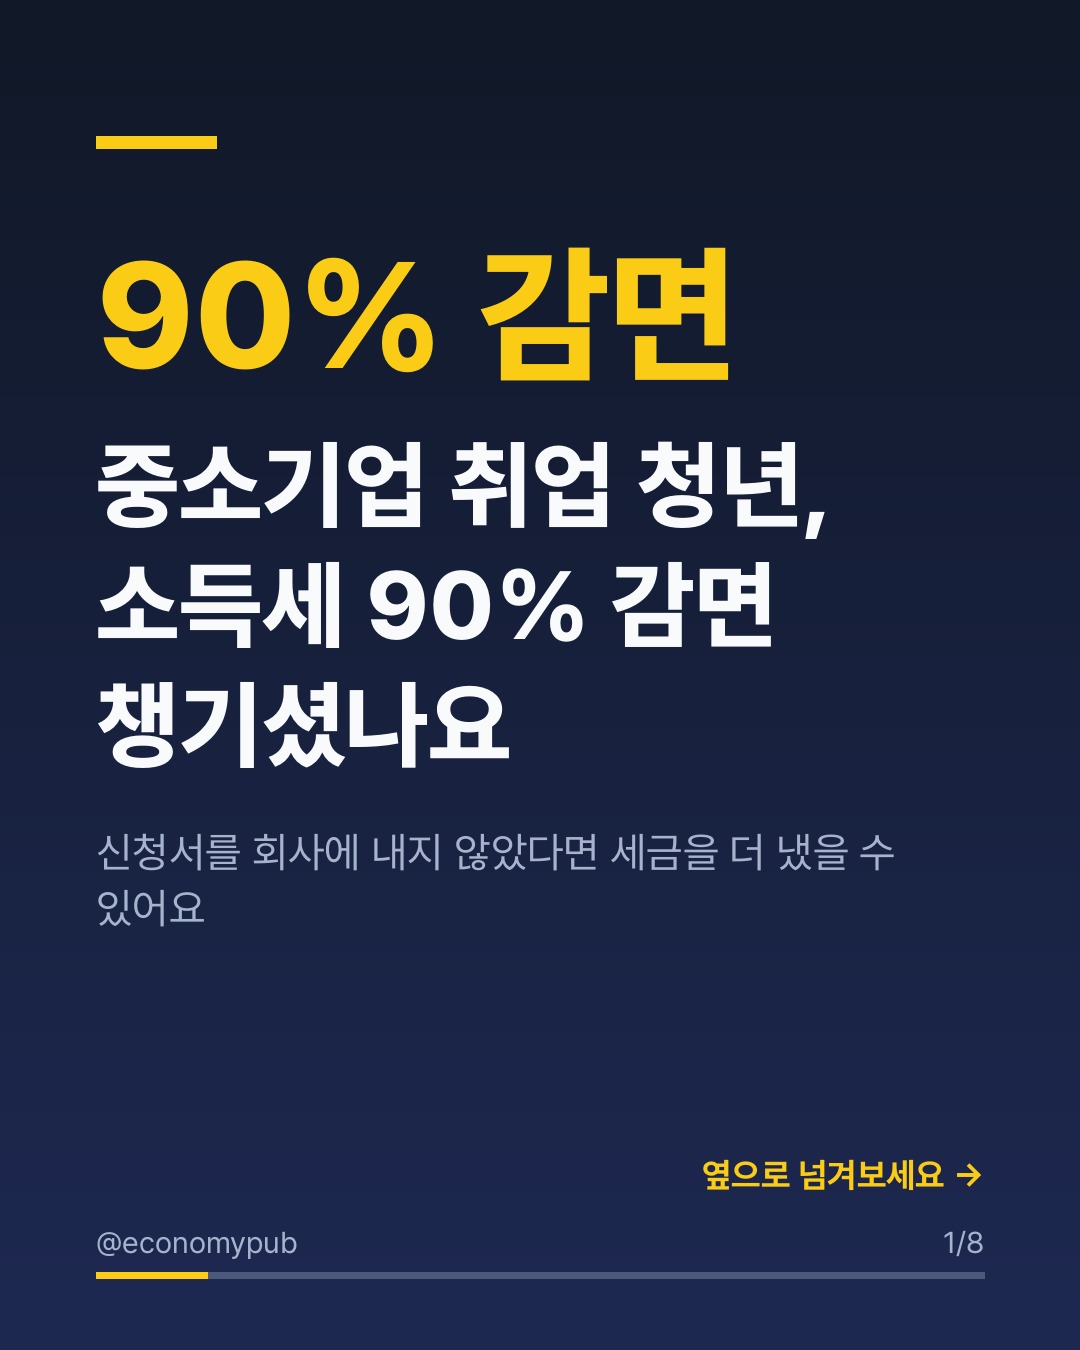 90% 감면
중소기업 취업 청년,
소득세 90% 감면
챙기셨나요
신청서를 회사에 내지 않았다면 세금을 더 냈을 수
있어요
옆으로 넘겨보세요 →
@economypub
1/8